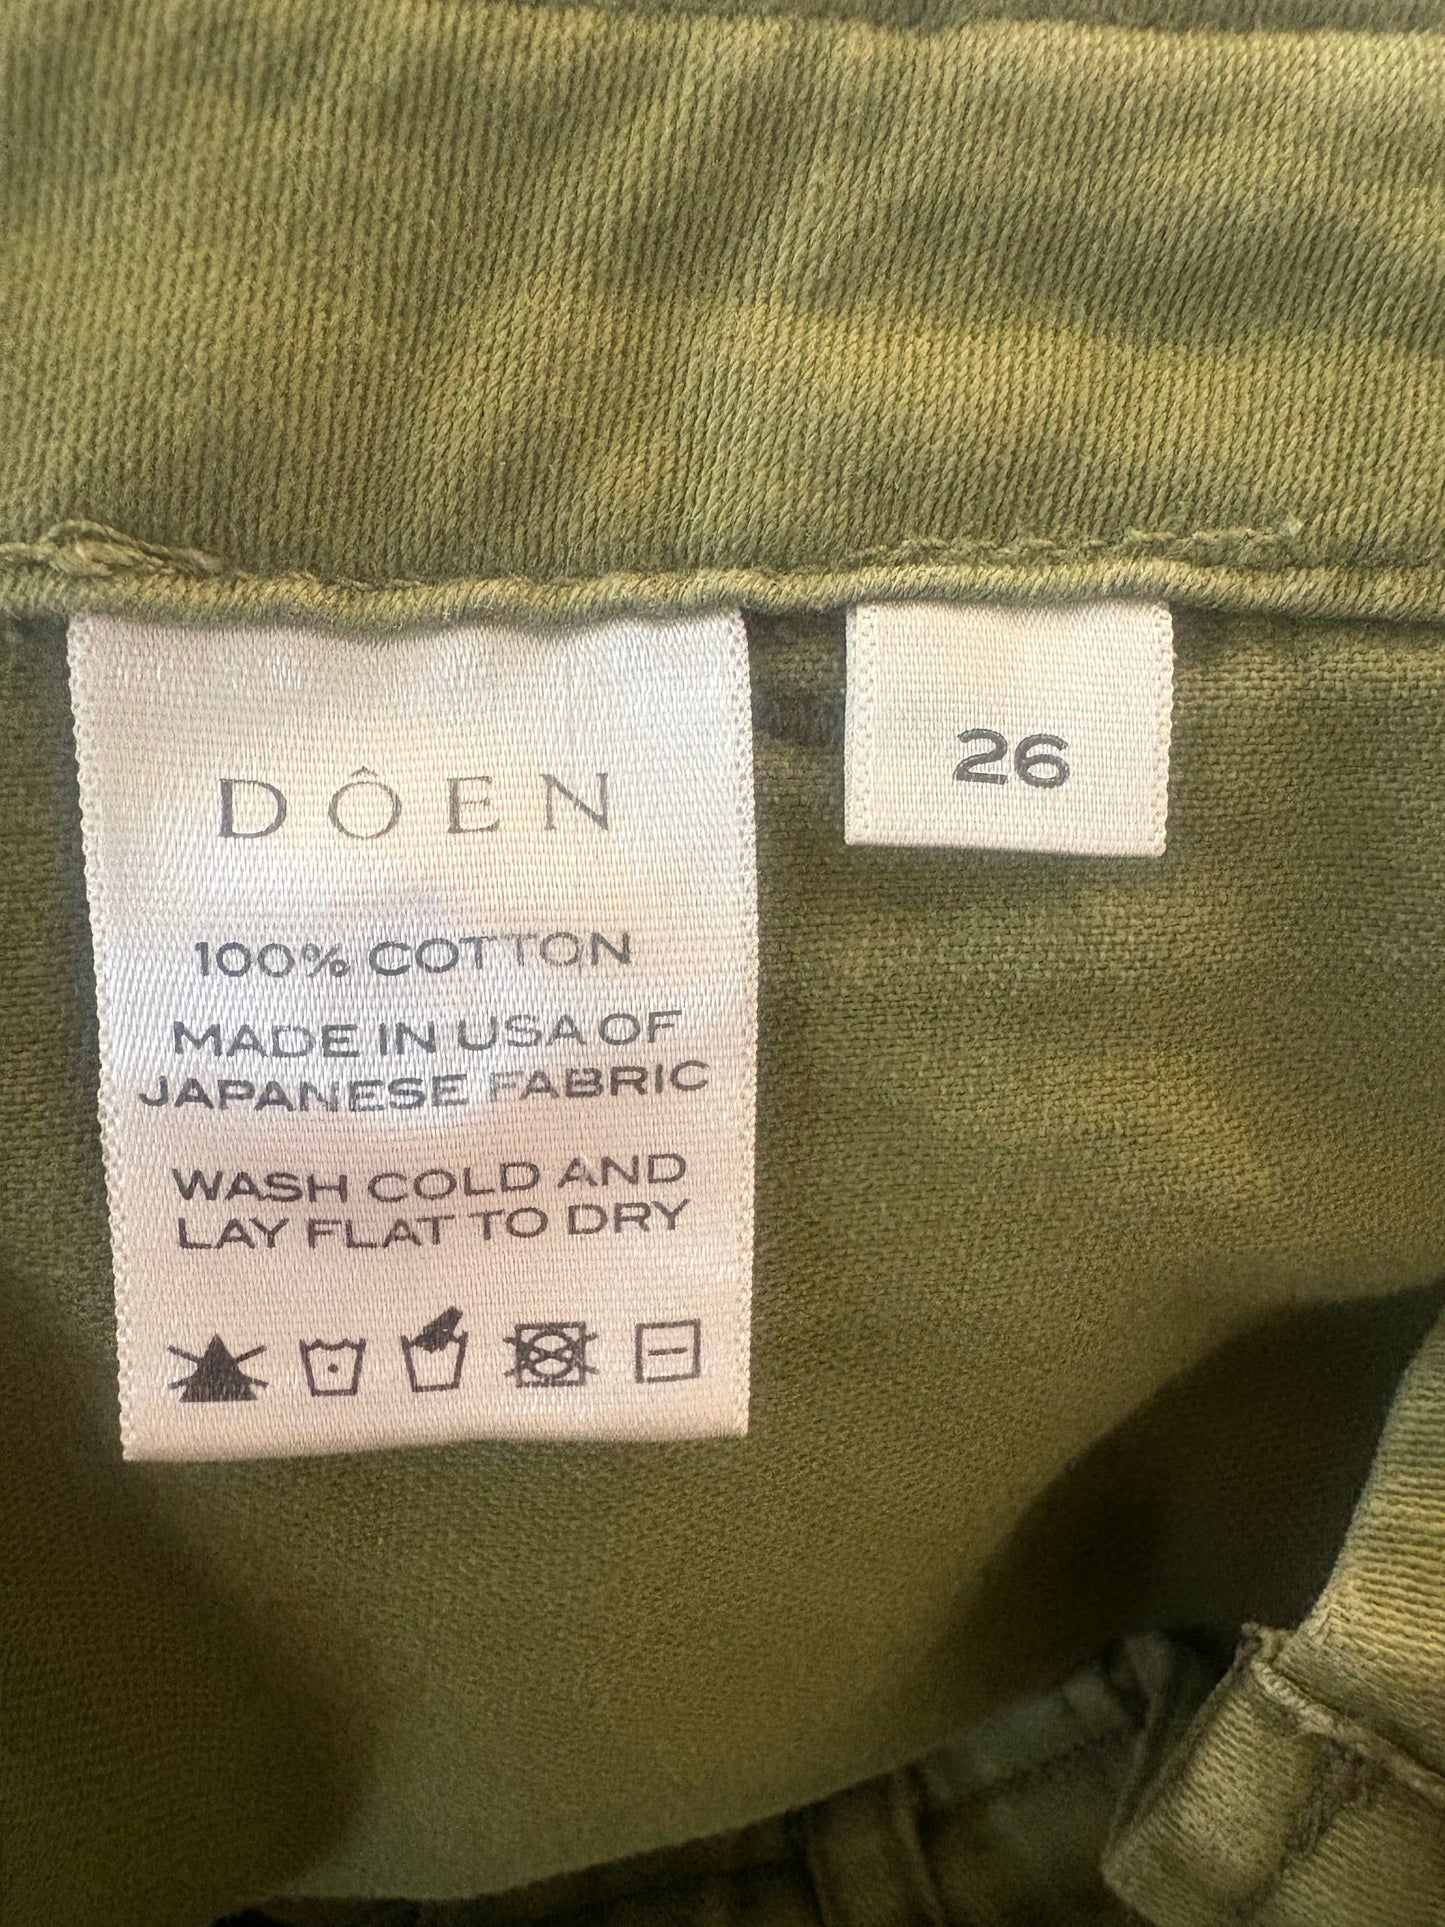 DÔEN
26
100% COTTON
MADE IN USA OF
JAPANESE FABRIC
WASH COLD AND
LAY FLAT TO DRY